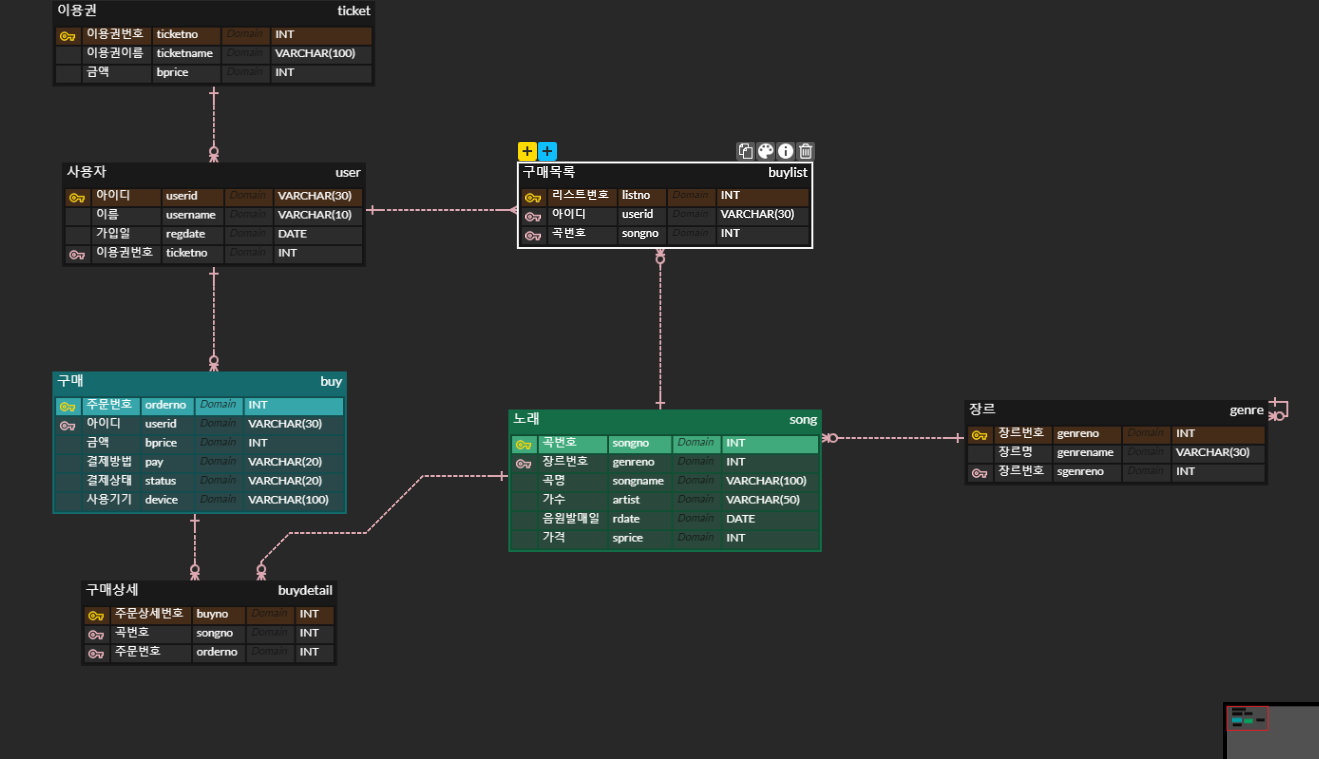 이용권 ticket
이용권번호 ticketno Domain INT
이용권이름 ticketname Domain VARCHAR(100)
금액 bprice Domain INT
사용자 user
아이디 userid Domain VARCHAR(30)
이름 username Domain VARCHAR(10)
가입일 regdate Domain DATE
이용권번호 ticketno Domain INT
구매목록 buylist
리스트번호 listno Domain INT
아이디 userid Domain VARCHAR(30)
곡번호 songno Domain INT
구매 buy
주문번호 orderno Domain INT
아이디 userid Domain VARCHAR(30)
금액 bprice Domain INT
결제방법 pay Domain VARCHAR(20)
결제상태 status Domain VARCHAR(20)
사용기기 device Domain VARCHAR(100)
노래 song
곡번호 songno Domain INT
장르번호 genreno Domain INT
곡명 songname Domain VARCHAR(100)
가수 artist Domain VARCHAR(50)
음원발매일 rdate Domain DATE
가격 sprice Domain INT
장르 genre
장르번호 genreno Domain INT
장르명 genrename Domain VARCHAR(30)
장르번호 sgenreno Domain INT
구매상세 buydetail
주문상세번호 buyno Domain INT
곡번호 songno Domain INT
주문번호 orderno Domain INT